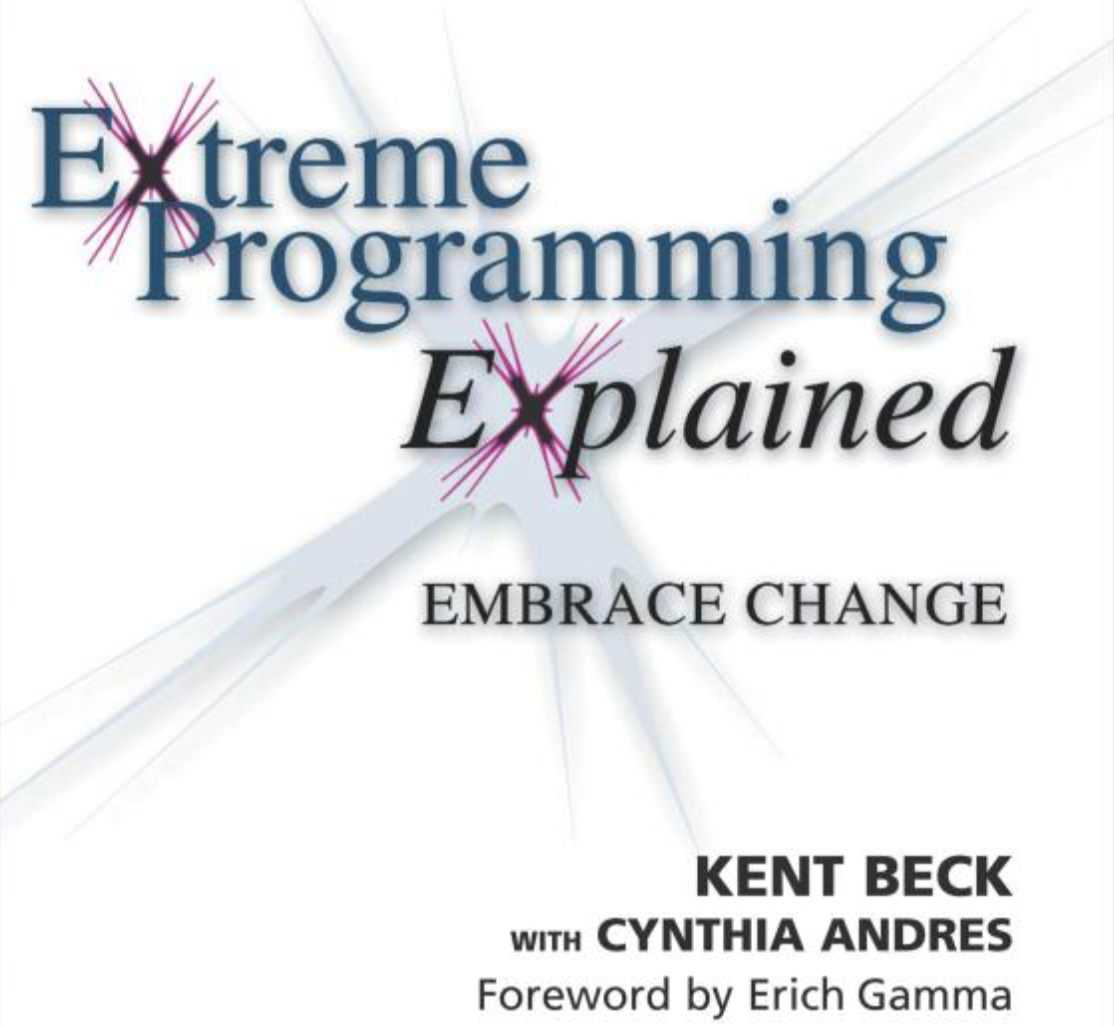 Extreme
Programming
Explained
EMBRACE CHANGE
KENT BECK
WITH CYNTHIA ANDRES
Foreword by Erich Gamma